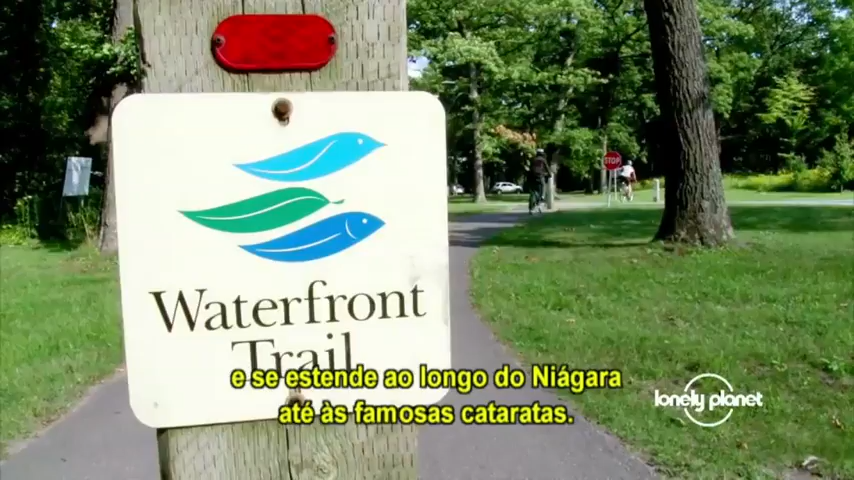 STOP
Waterfront
Trail
e se estende ao longo do Niágara
até às famosas cataratas.
lonely planet